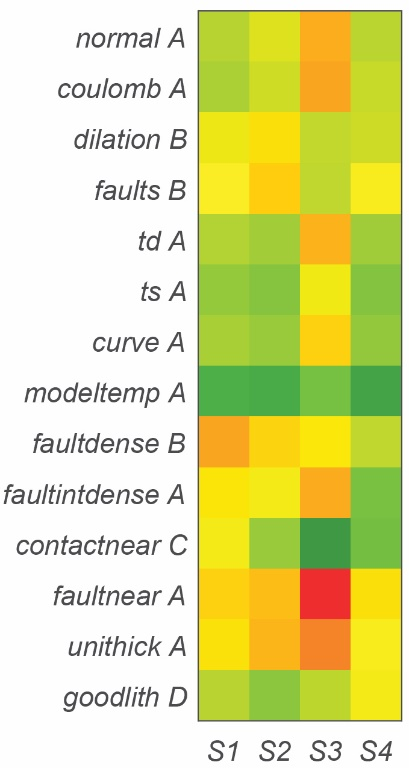 normal A
coulomb A
dilation B
faults B
td A
ts A
curve A
modeltemp A
faultdense B
faultintdense A
contactnear C
faultnear A
unithick A
goodlith D
S1 S2 S3 S4